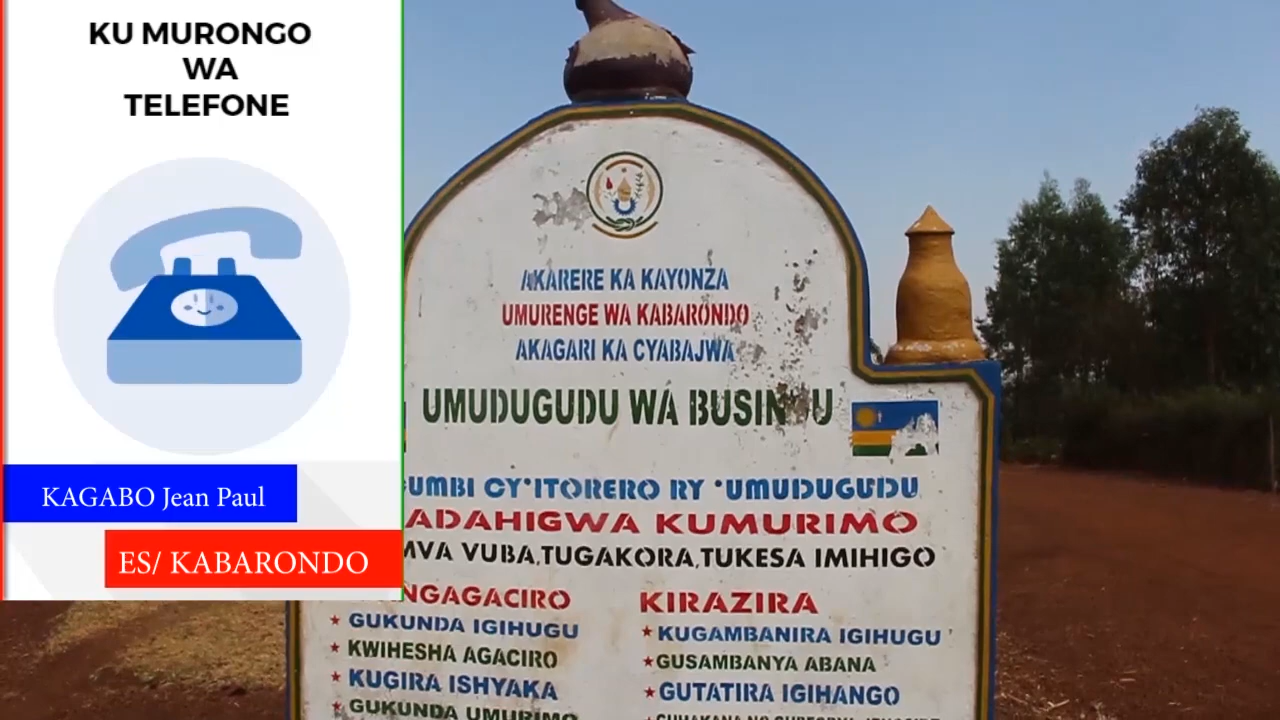 KU MURONGO
WA
TELEFONE
KAGABO Jean Paul
ES/ KABARONDO
AKARERE KA KAYONZA
UMURENGE WA KABARONDO
AKAGARI KA CYABAJWA
UMUDUGUDU WA
CY'ITORERO RY 'UMUDUGUDU
KUMURIMO
VUBA,TUGAKORA,TUKESA IMIHIGO
KIRAZIRA
★ GUKUNDA IGIHUGU
★ KWIHESHA AGACIRO
★ KUGIRA ISHYAKA
★ GUKUNDA UMURIMO
★ KUGAMBANIRA IGIHUGU
★ GUSAMBANYA ABANA
★ GUTATIRA IGIHANGO